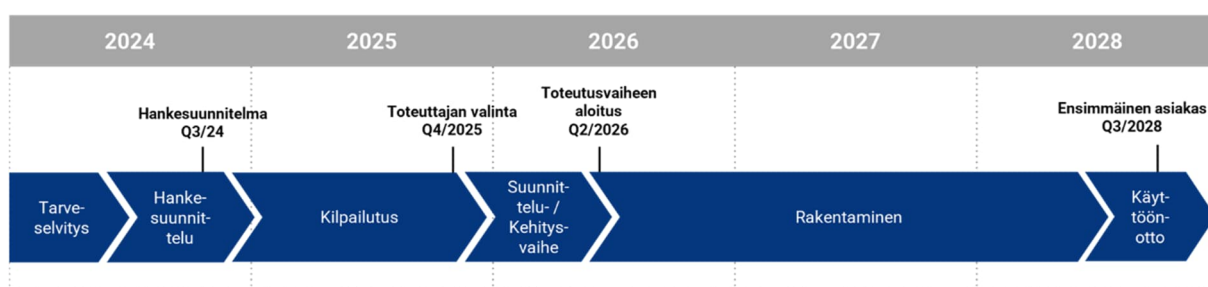 2024 2025 2026 2027 2028
Hankesuunnitelma
Q3/24
Toteuttajan valinta
Q4/2025
Toteutusvaiheen
aloitus
Q2/2026
Ensimmäinen asiakas
Q3/2028
Tarve-
selvitys
Hanke-
suunnit-
telu
Kilpailutus
Suunnit-
telu- /
Kehitys-
vaihe
Rakentaminen
Käyt-
töön-
otto